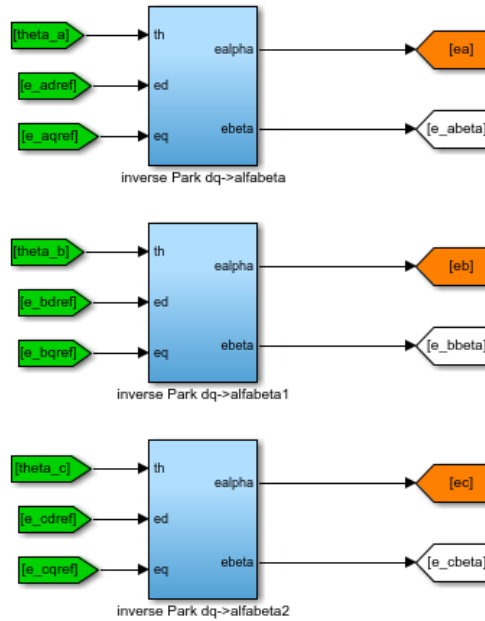 [theta_a]
th
ealpha
[ea]
[e_adref]
ed
[e_aqref]
eq
ebeta
[e_abeta]
inverse Park dq->alfabeta
[theta_b]
th
ealpha
[eb]
[e_bdref]
ed
[e_bqref]
eq
ebeta
[e_bbeta]
inverse Park dq->alfabeta1
[theta_c]
th
ealpha
[ec]
[e_cdref]
ed
[e_cqref]
eq
ebeta
[e_cbeta]
inverse Park dq->alfabeta2